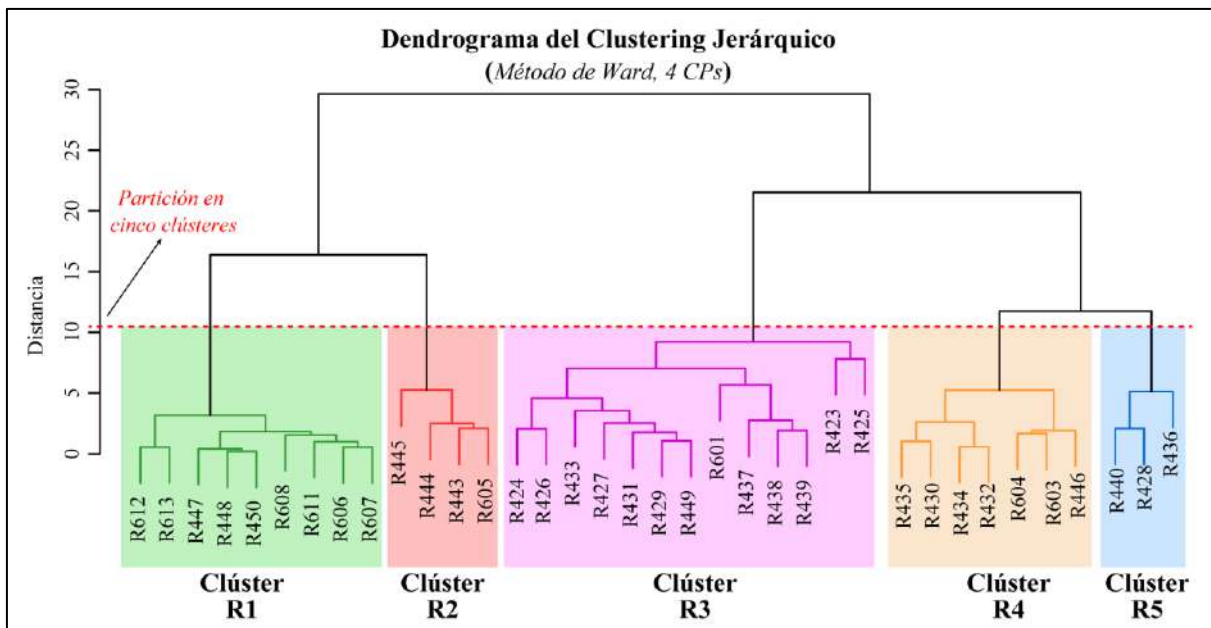 Dendrograma del Clustering Jerárquico
(Método de Ward, 4 CPs)
30
25
20
15
10
5
0
Distancia
Partición en
cinco clústeres
R612
R613
R447
R448
R450
R608
R611
R606
R607
R445
R444
R443
R605
R424
R426
R433
R427
R431
R429
R449
R601
R437
R438
R439
R423
R425
R435
R430
R434
R432
R604
R603
R446
R440
R428
R436
Clúster
R1
Clúster
R2
Clúster
R3
Clúster
R4
Clúster
R5